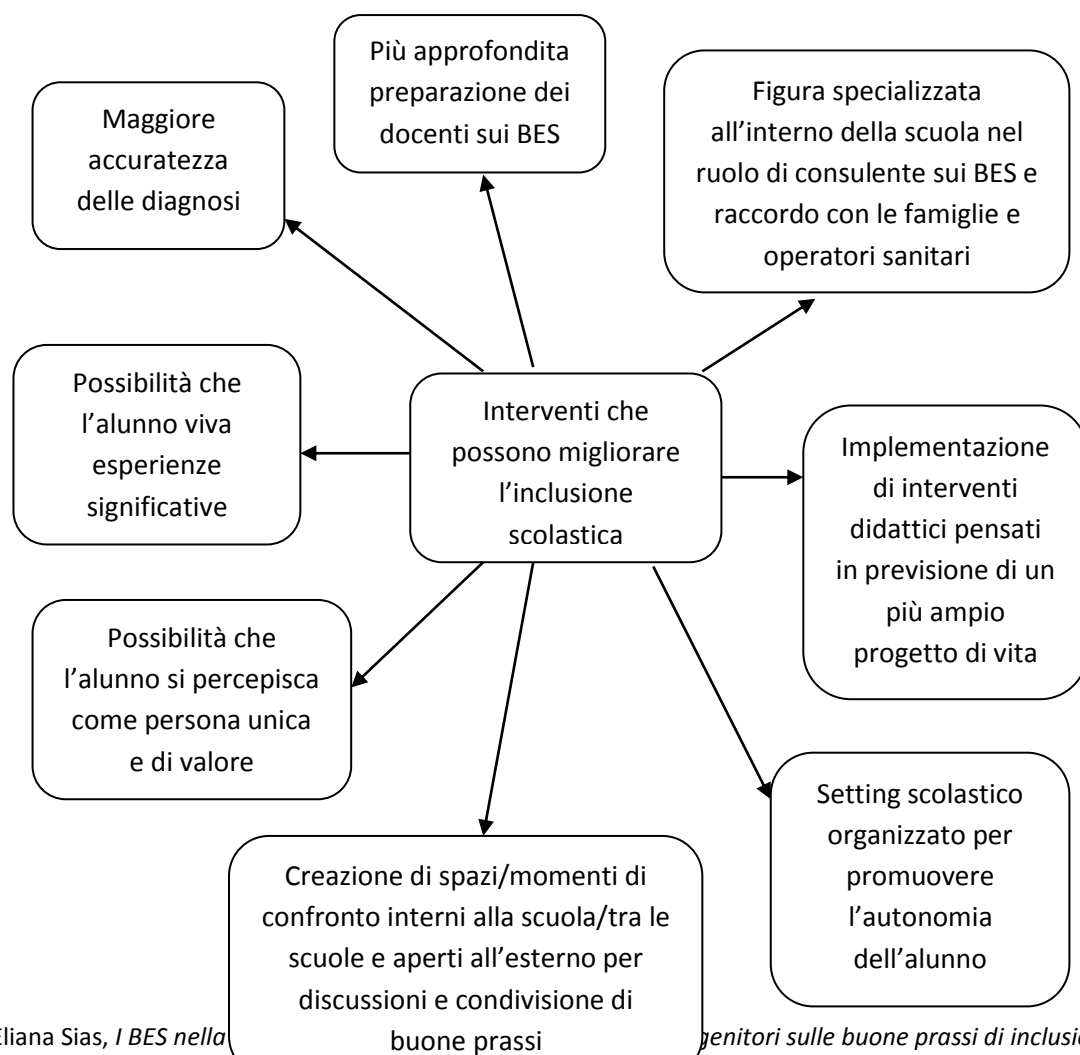 Più approfondita
preparazione dei
docenti sui BES
Maggiore
accuratezza
delle diagnosi
Figura specializzata
all’interno della scuola nel
ruolo di consulente sui BES e
raccordo con le famiglie e
operatori sanitari
Possibilità che
l’alunno viva
esperienze
significative
Interventi che
possono migliorare
l’inclusione
scolastica
Implementazione
di interventi
didattici pensati
in previsione di un
più ampio
progetto di vita
Possibilità che
l’alunno si percepisca
come persona unica
e di valore
Setting scolastico
organizzato per
promuovere
l’autonomia
dell’alunno
Creazione di spazi/momenti di
confronto interni alla scuola/tra le
scuole e aperti all’esterno per
discussioni e condivisione di
buone prassi
Eliana Sias, I BES nella genitori sulle buone prassi di